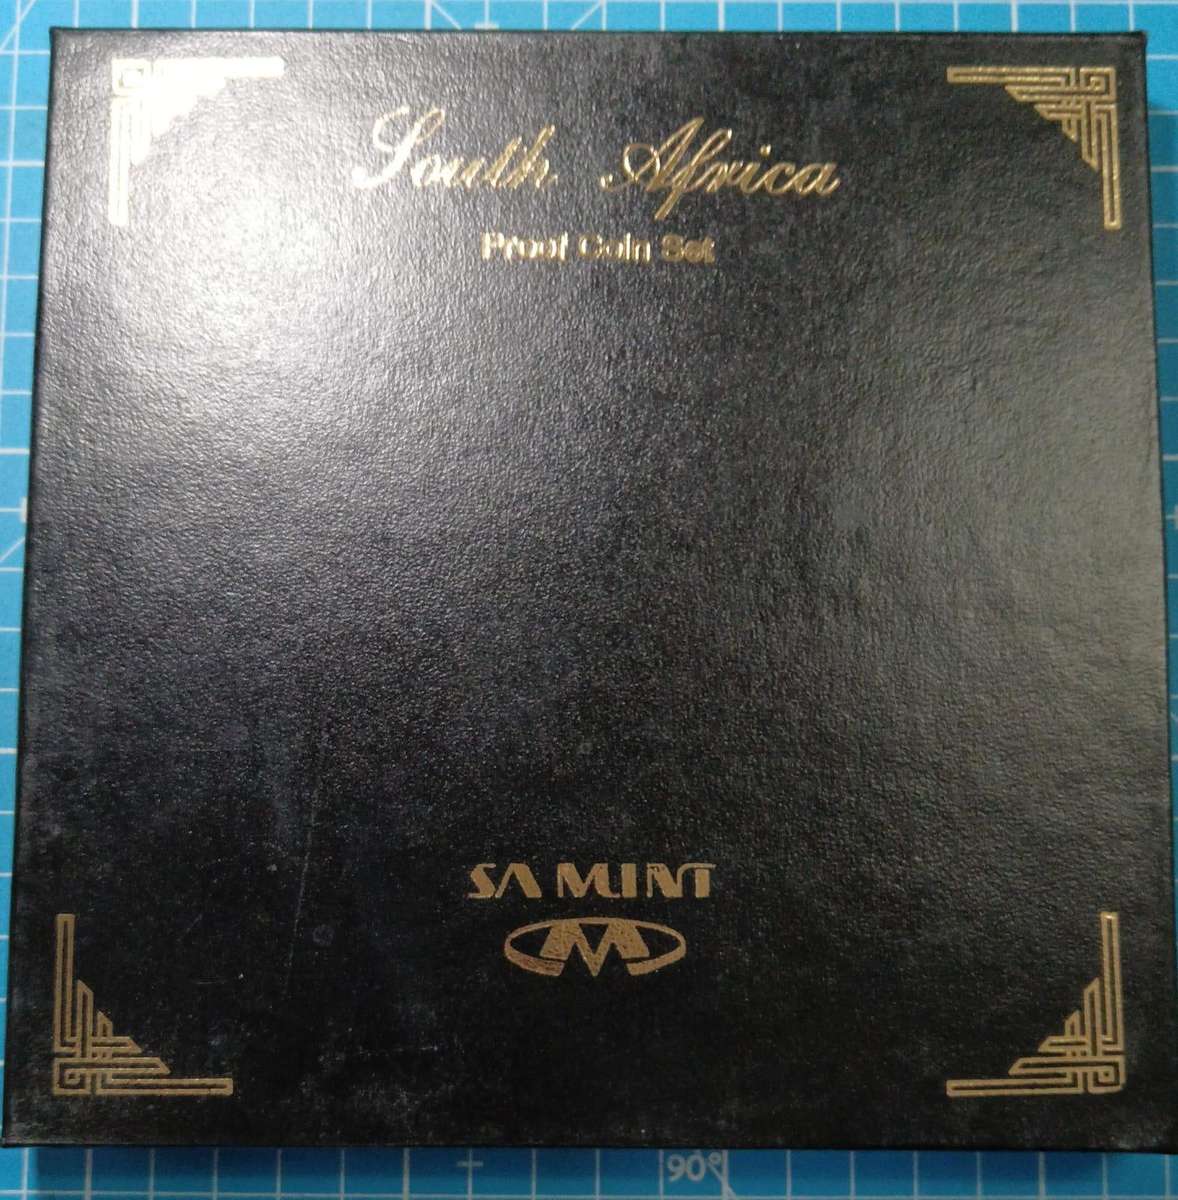 South Africa
Proof Coin Set
SA MINT
M
90°